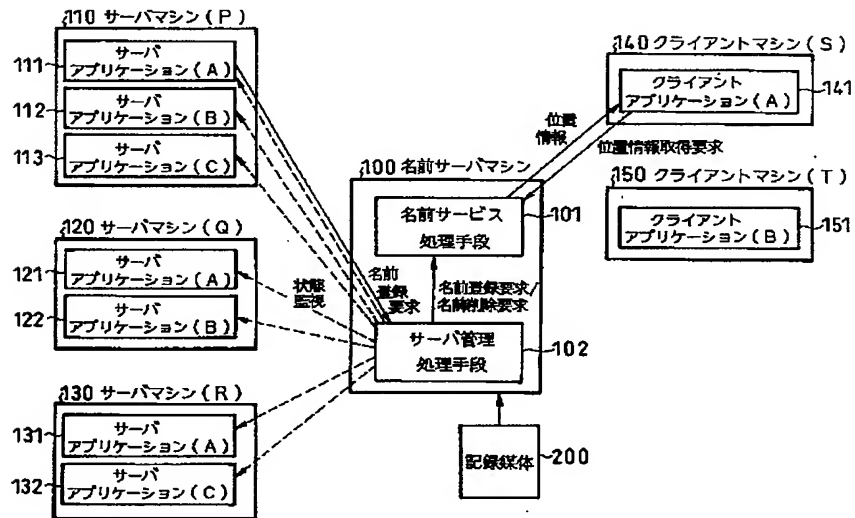 110 サーバマシン(P)
111
サーバ
アプリケーション(A)
112
サーバ
アプリケーション(B)
113
サーバ
アプリケーション(C)
120 サーバマシン(Q)
121
サーバ
アプリケーション(A)
122
サーバ
アプリケーション(B)
130 サーバマシン(R)
131
サーバ
アプリケーション(A)
132
サーバ
アプリケーション(C)
状態
監視
名前
登録
要求
100 名前サーバマシン
名前サービス
処理手段
101
名前登録要求/
名前削除要求
サーバ管理
処理手段
102
記録媒体
200
位置
情報
位置情報取得要求
140 クライアントマシン(S)
クライアント
アプリケーション(A)
141
150 クライアントマシン(T)
クライアント
アプリケーション(B)
151